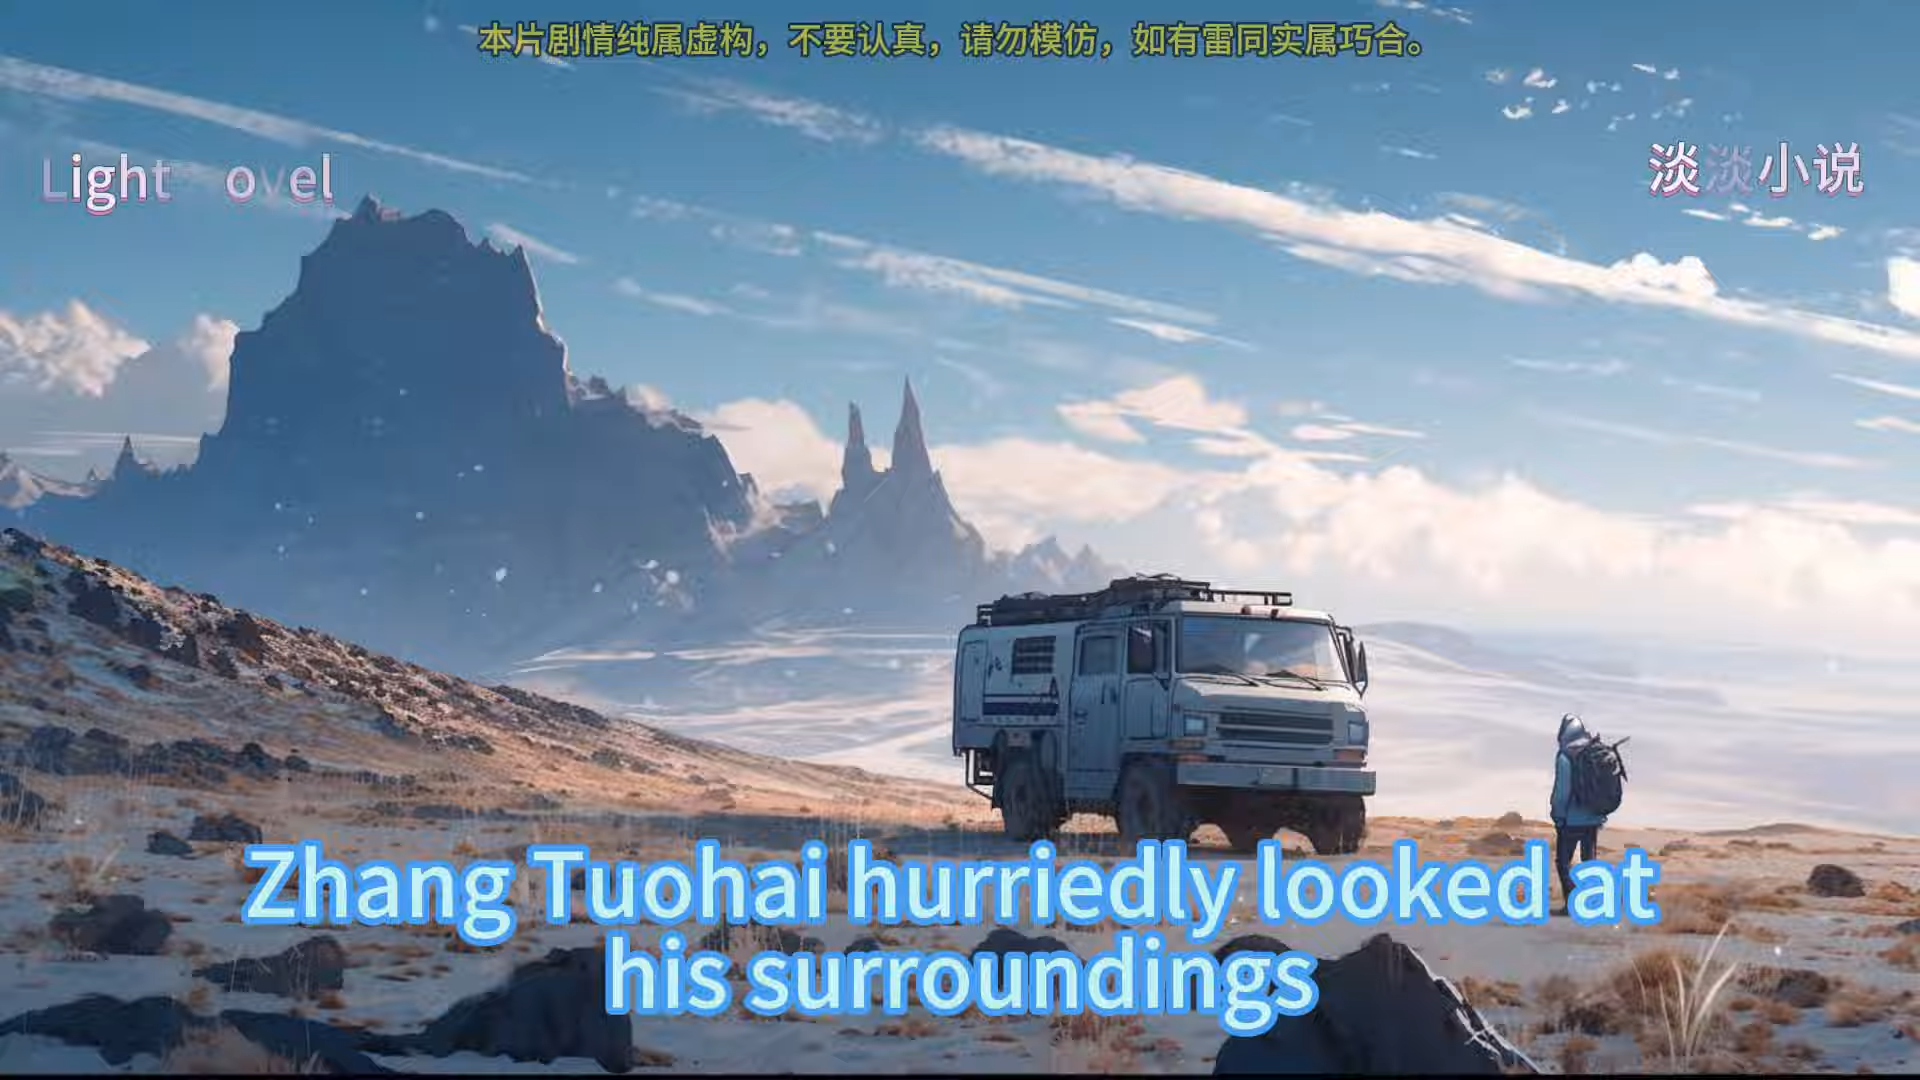 本片剧情纯属虚构，不要认真，请勿模仿，如有雷同实属巧合。
Light ovel
淡淡小说
Zhang Tuohai hurriedly looked at
his surroundings